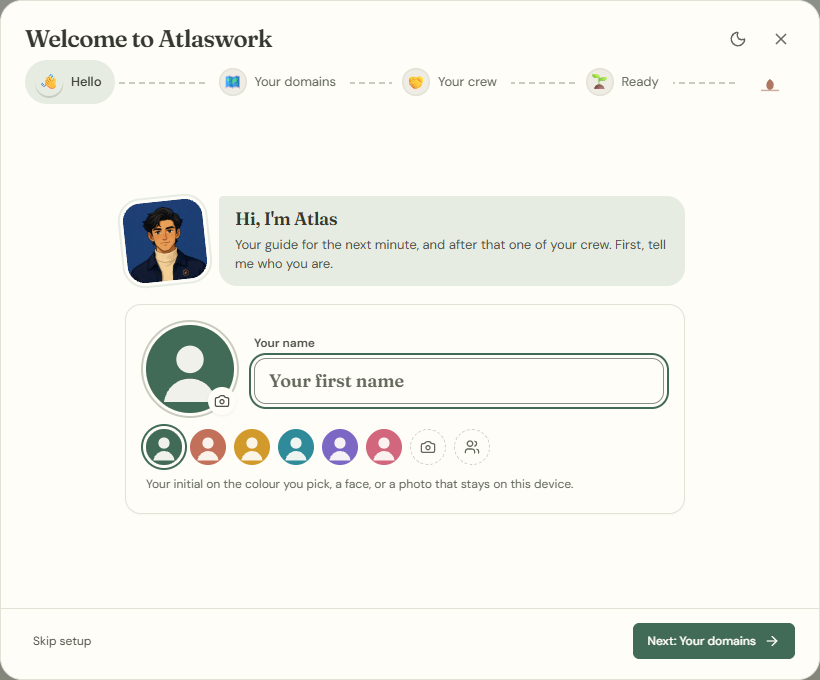 Welcome to Atlaswork
Hello
Your domains
Your crew
Ready
Hi, I'm Atlas
Your guide for the next minute, and after that one of your crew. First, tell
me who you are.
Your name
Your first name
Your initial on the colour you pick, a face, or a photo that stays on this device.
Skip setup
Next: Your domains